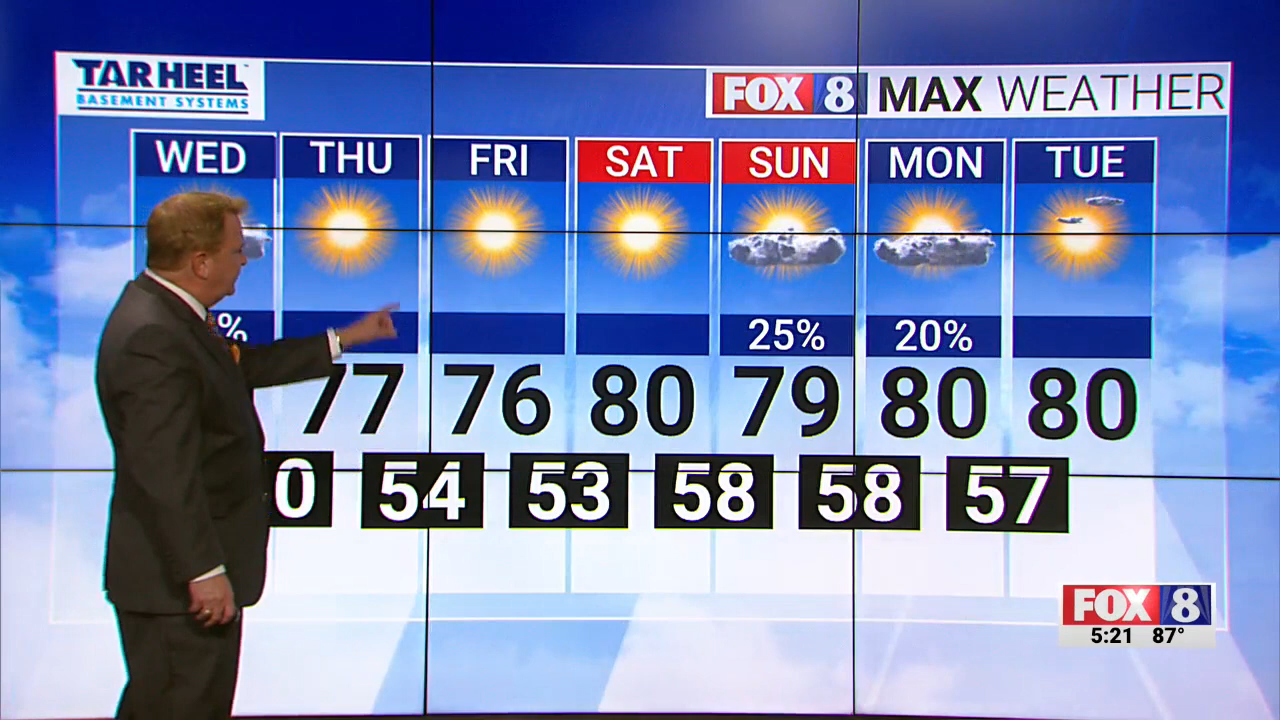 TAR HEEL
BASEMENT SYSTEMS
FOX 8 MAX WEATHER
WED THU FRI SAT SUN MON TUE
% 25% 20%
77 76 80 79 80 80
0 54 53 58 58 57
FOX 8
5:21 87°